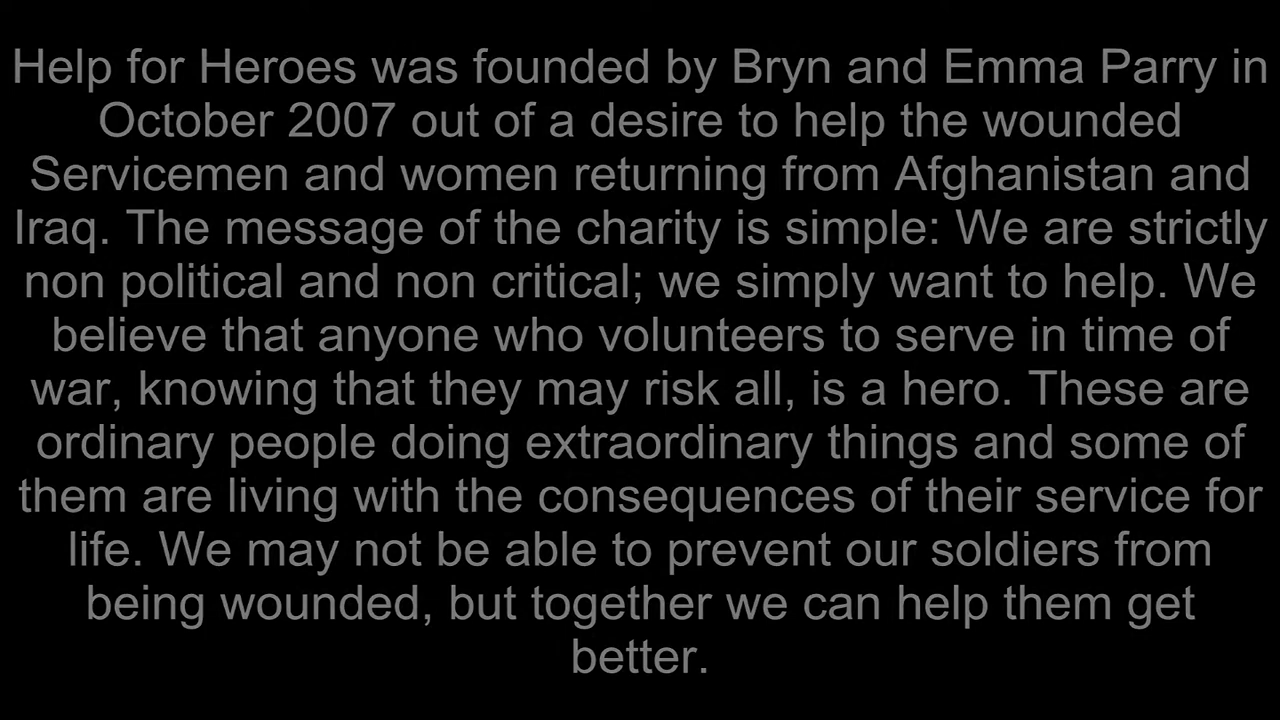 Help for Heroes was founded by Bryn and Emma Parry in
October 2007 out of a desire to help the wounded
Servicemen and women returning from Afghanistan and
Iraq. The message of the charity is simple: We are strictly
non political and non critical; we simply want to help. We
believe that anyone who volunteers to serve in time of
war, knowing that they may risk all, is a hero. These are
ordinary people doing extraordinary things and some of
them are living with the consequences of their service for
life. We may not be able to prevent our soldiers from
being wounded, but together we can help them get
better.